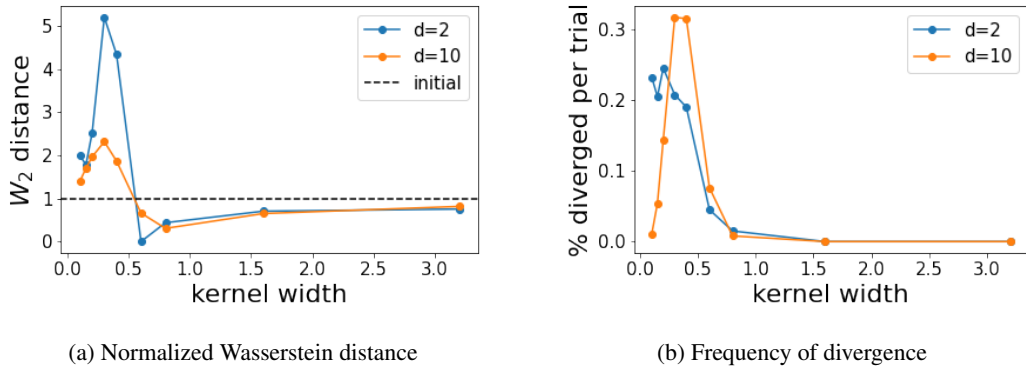 W₂ distance
5
4
3
2
1
0
d=2
d=10
initial
0.0 0.5 1.0 1.5 2.0 2.5 3.0
kernel width
(a) Normalized Wasserstein distance
% diverged per trial
0.3
0.2
0.1
0.0
d=2
d=10
0.0 0.5 1.0 1.5 2.0 2.5 3.0
kernel width
(b) Frequency of divergence